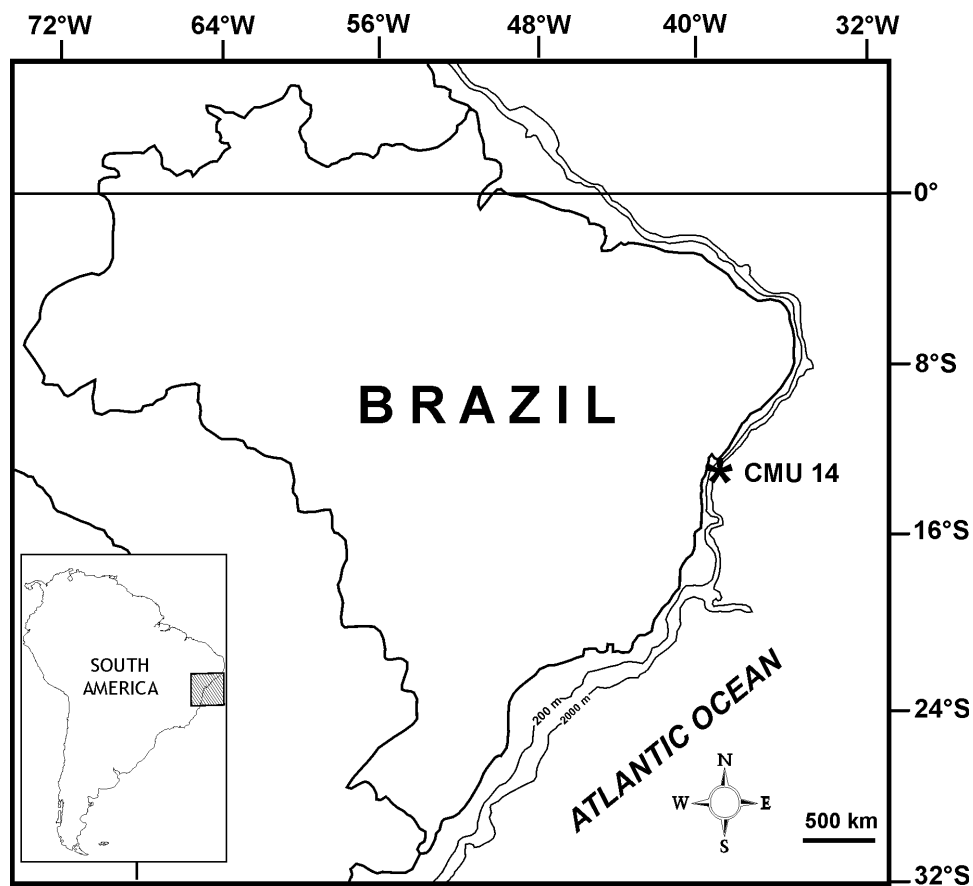 72°W 64°W 56°W 48°W 40°W 32°W
0°
8°S
BRAZIL
CMU 14
16°S
SOUTH
AMERICA
200 m
2000 m
24°S
ATLANTIC OCEAN
N
W E
S
500 km
32°S